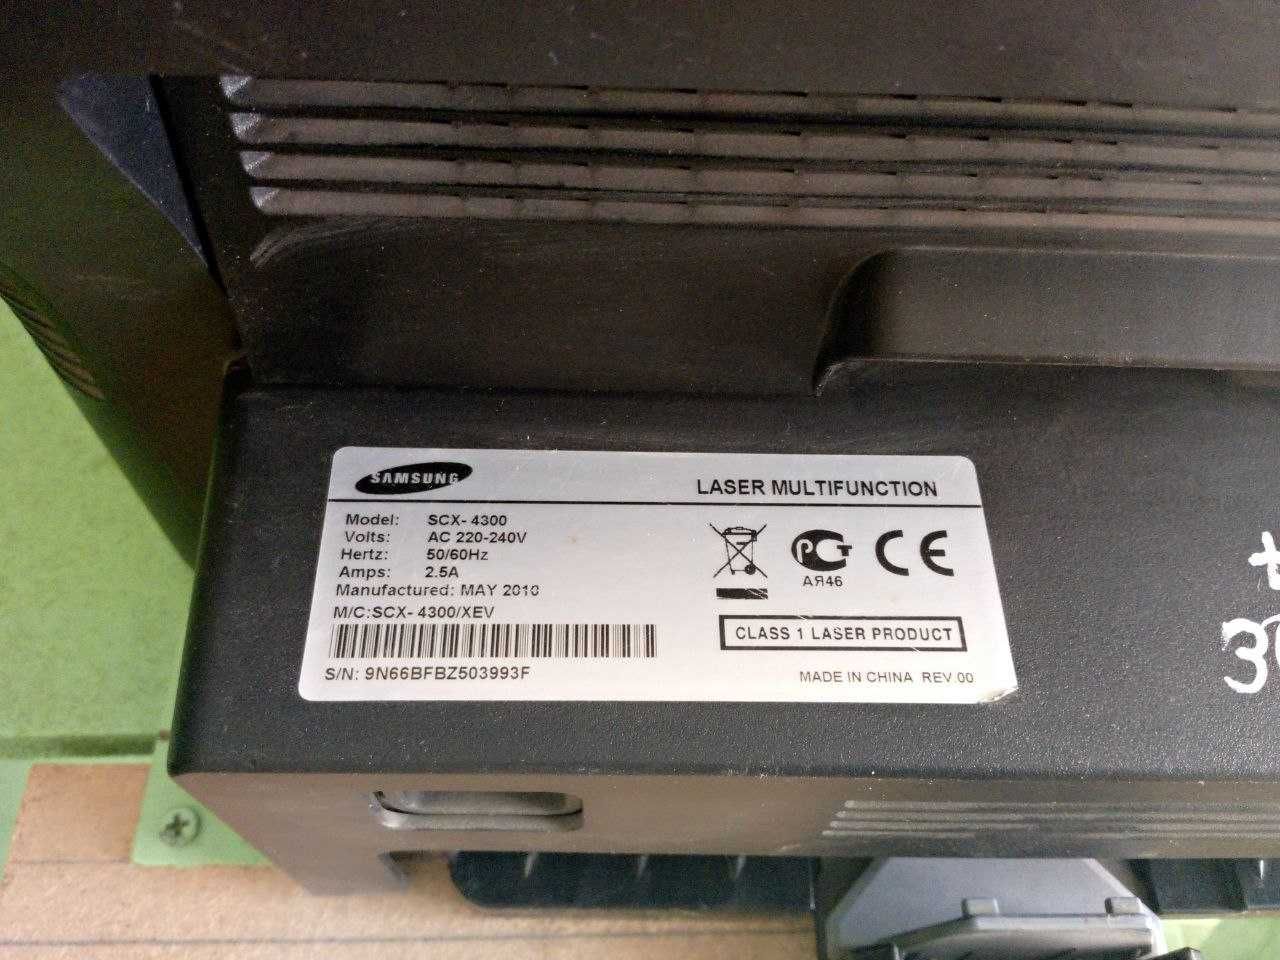 SAMSUNG
LASER MULTIFUNCTION
Model: SCX- 4300
Volts: AC 220-240V
Hertz: 50/60Hz
Amps: 2.5A
Manufactured: MAY 2010
M/C:SCX- 4300/XEV
S/N: 9N66BFBZ503993F
РСТ
АЯ46
CE
CLASS 1 LASER PRODUCT
MADE IN CHINA REV.00